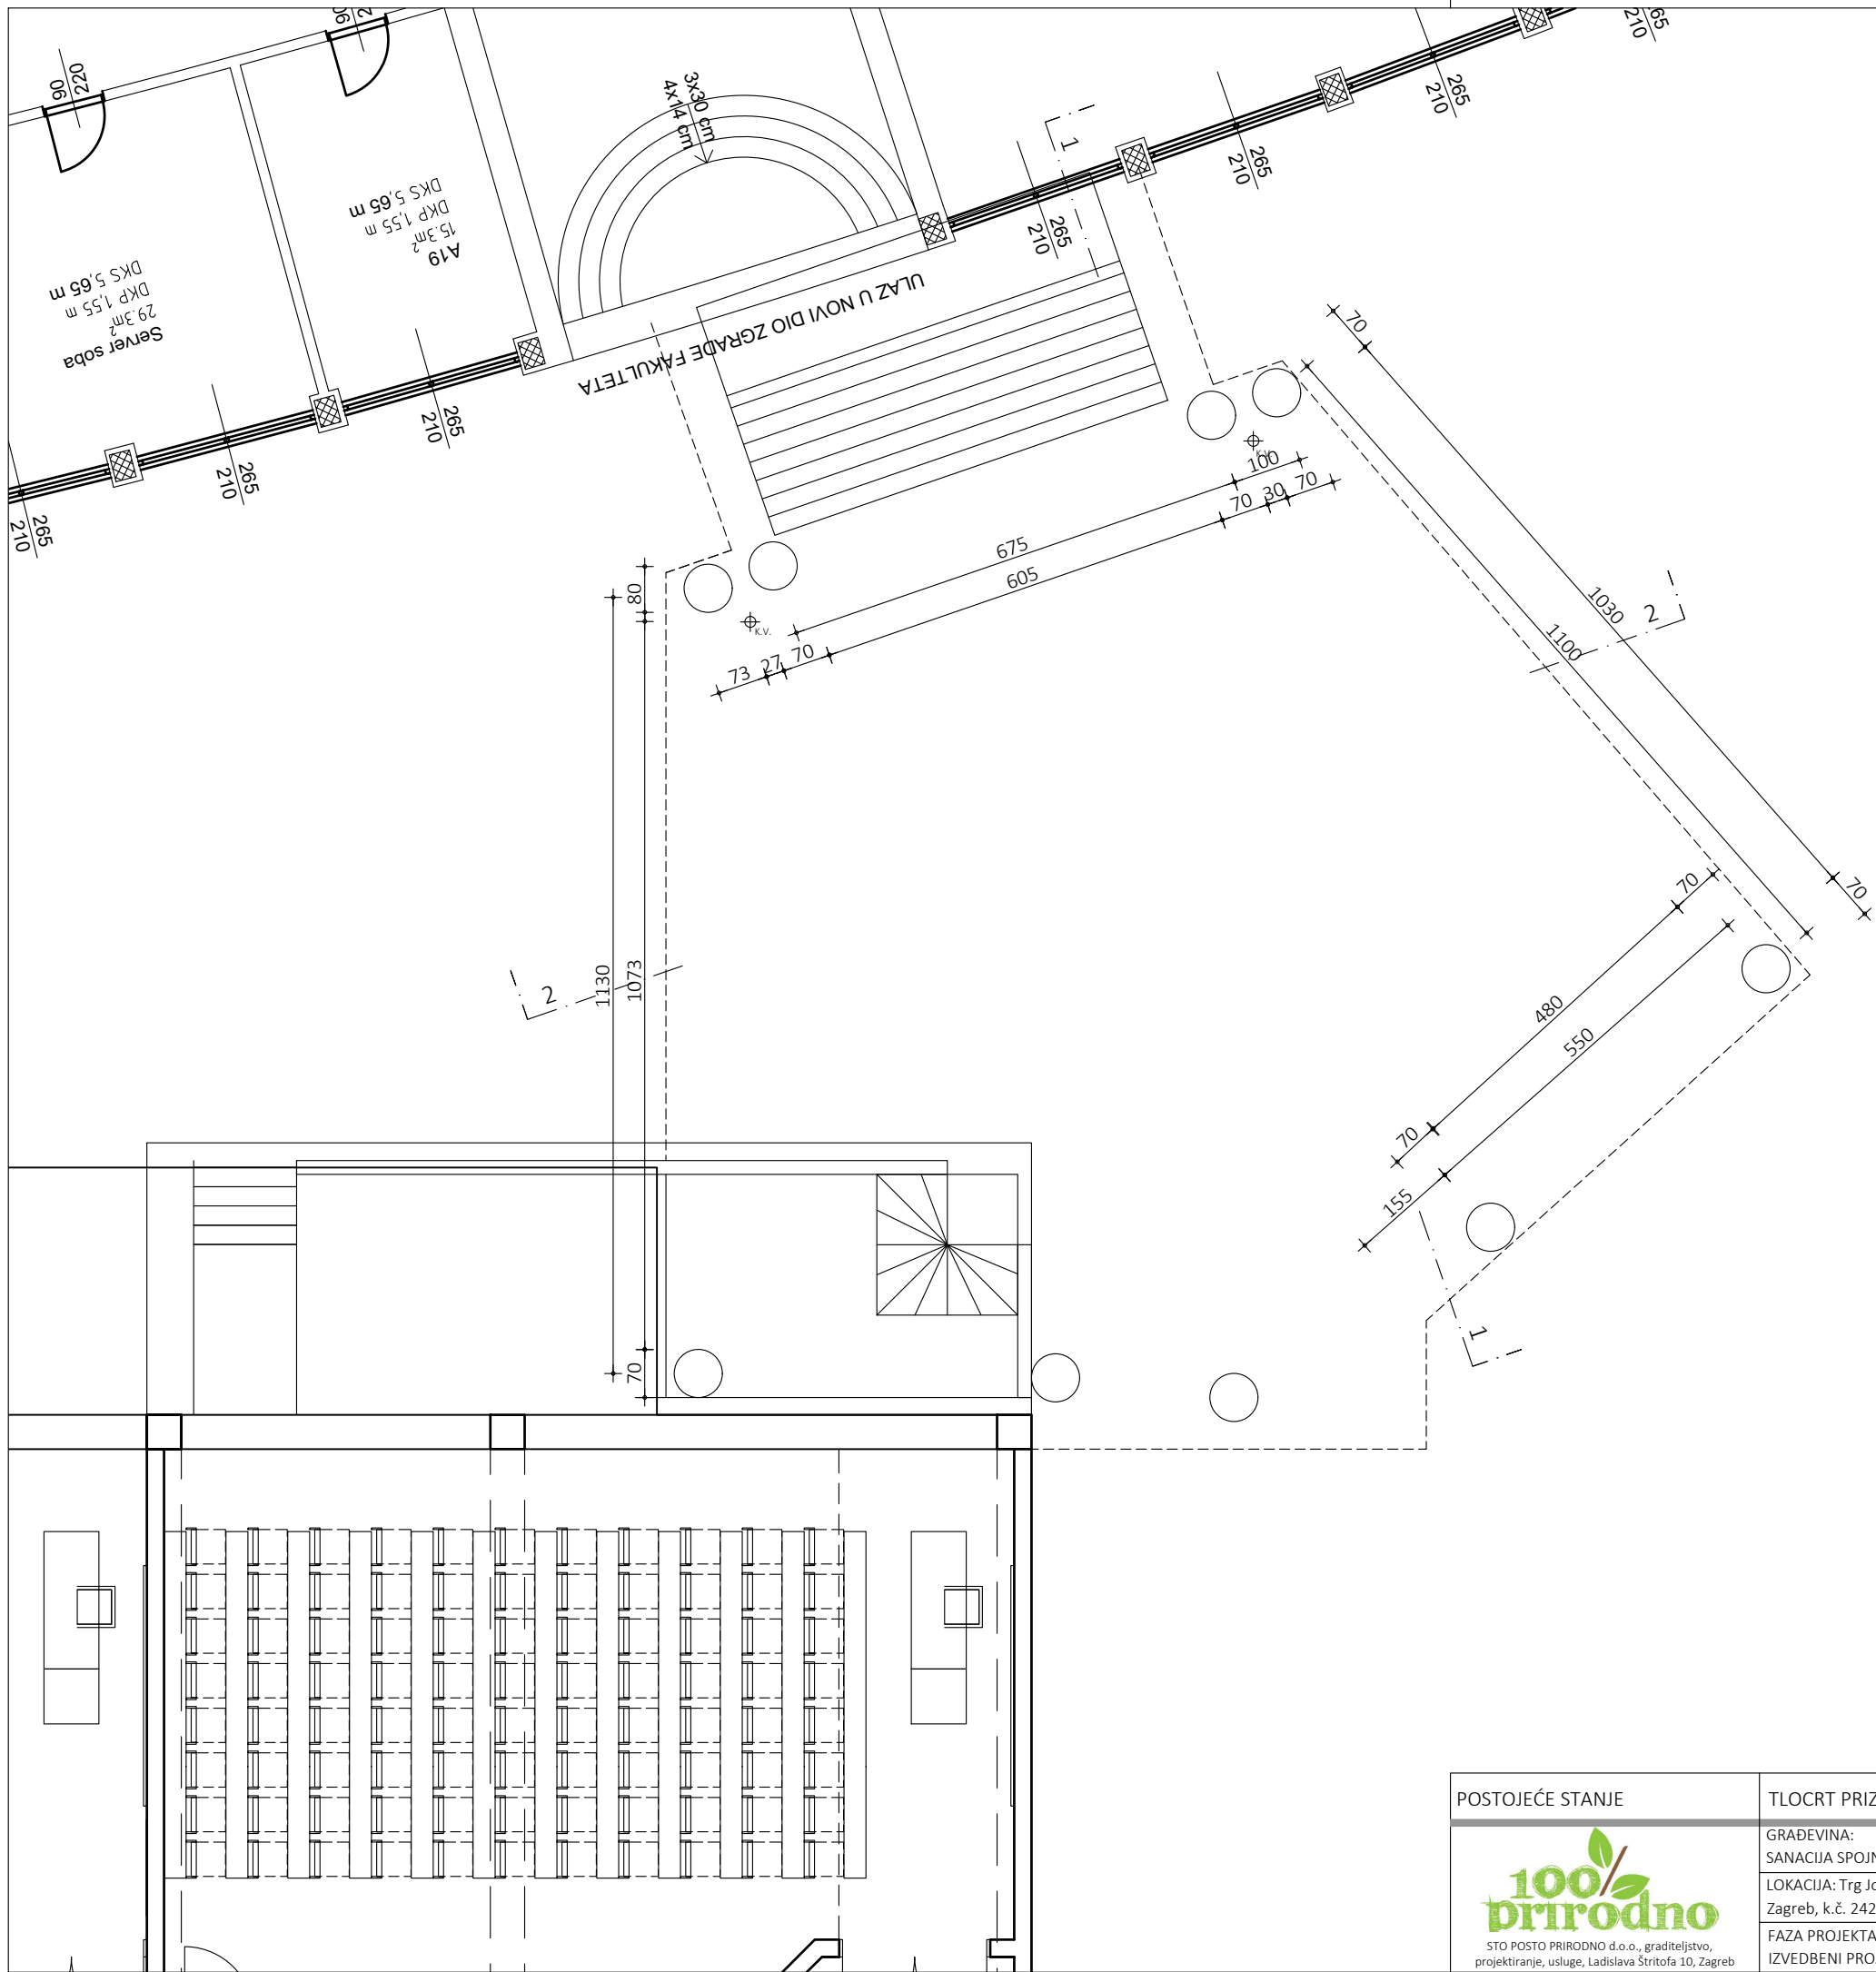 90
220
90
3x30 cm
4x14 cm
265
210
265
210
265
210
265
210
1
A19
15.3m²
DKP 1,55 m
DKS 5,65 m
Server soba
29.3m²
DKP 1,55 m
DKS 5,65 m
265
210
265
210
265
210
ULAZ U NOVI DIO ZGRADE FAKULTETA
70
K.V.
100
70
30
70
675
605
80
K.V.
73
27
70
1030
2
1100
70
70
2
1130
1073
480
550
70
155
1
70
POSTOJEĆE STANJE
TLOCRT PRIZ
GRAĐEVINA:
SANACIJA SPOJN
LOKACIJA: Trg Jo
Zagreb, k.č. 242
FAZA PROJEKTA
IZVEDBENI PRO
100%
prirodno
STO POSTO PRIRODNO d.o.o., graditeljstvo,
projektiranje, usluge, Ladislava Štritofa 10, Zagreb